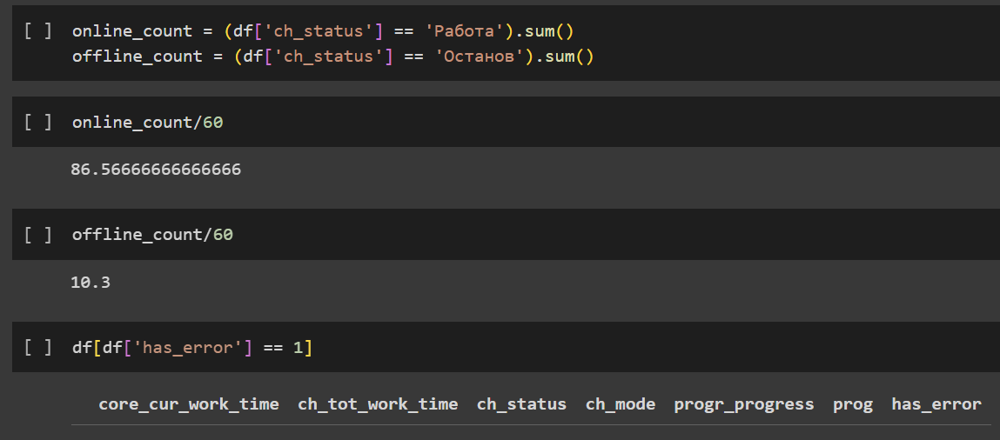 [ ] online_count = (df['ch_status'] == 'Работа').sum()
offline_count = (df['ch_status'] == 'Останов').sum()
[ ] online_count/60
86.56666666666666
[ ] offline_count/60
10.3
[ ] df[df['has_error'] == 1]
core_cur_work_time ch_tot_work_time ch_status ch_mode progr_progress prog has_error